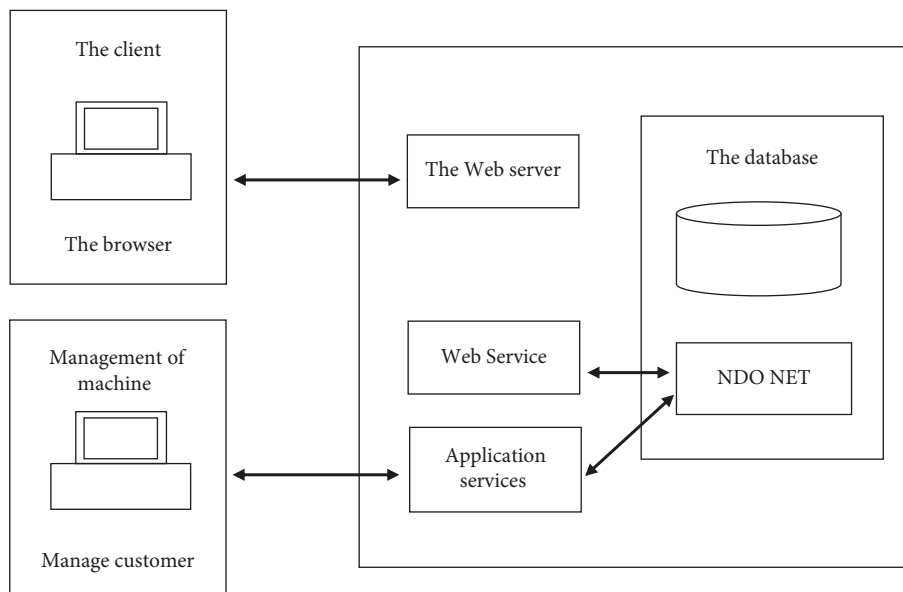 The client
The browser
Management of
machine
Manage customer
The Web server
Web Service
Application
services
The database
NDO NET